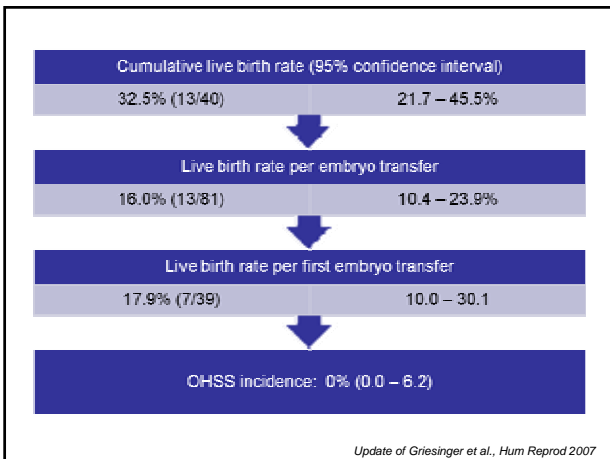 Cumulative live birth rate (95% confidence interval)
32.5% (13/40) 21.7 – 45.5%
Live birth rate per embryo transfer
16.0% (13/81) 10.4 – 23.9%
Live birth rate per first embryo transfer
17.9% (7/39) 10.0 – 30.1
OHSS incidence: 0% (0.0 – 6.2)
Update of Griesinger et al., Hum Reprod 2007